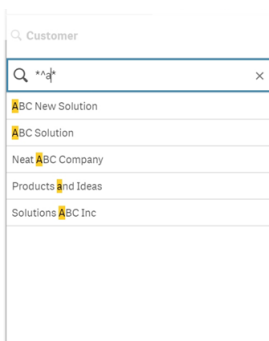 Customer
*^a*
ABC New Solution
ABC Solution
Neat ABC Company
Products and Ideas
Solutions ABC Inc